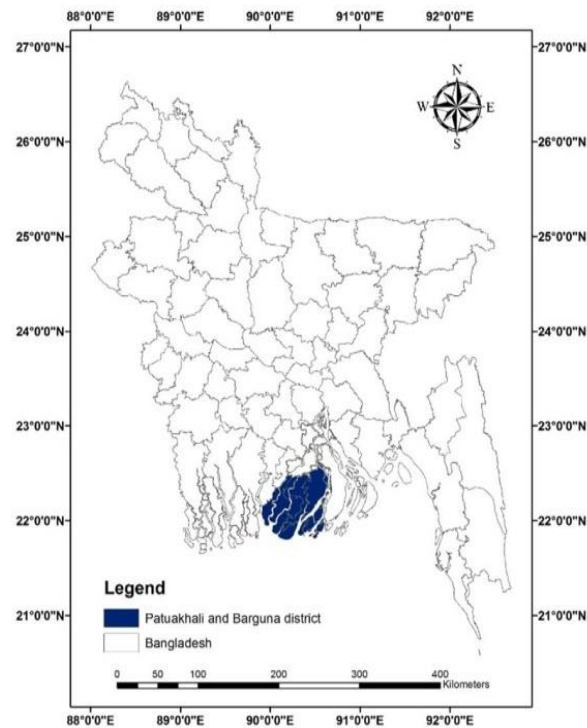 88°0'0"E 89°0'0"E 90°0'0"E 91°0'0"E 92°0'0"E
27°0'0"N 27°0'0"N
N
W E
S
26°0'0"N 26°0'0"N
25°0'0"N 25°0'0"N
24°0'0"N 24°0'0"N
23°0'0"N 23°0'0"N
22°0'0"N 22°0'0"N
Legend
21°0'0"N 21°0'0"N
Patuakhali and Barguna district
Bangladesh
0 50 100 200 300 400
Kilometers
88°0'0"E 89°0'0"E 90°0'0"E 91°0'0"E 92°0'0"E